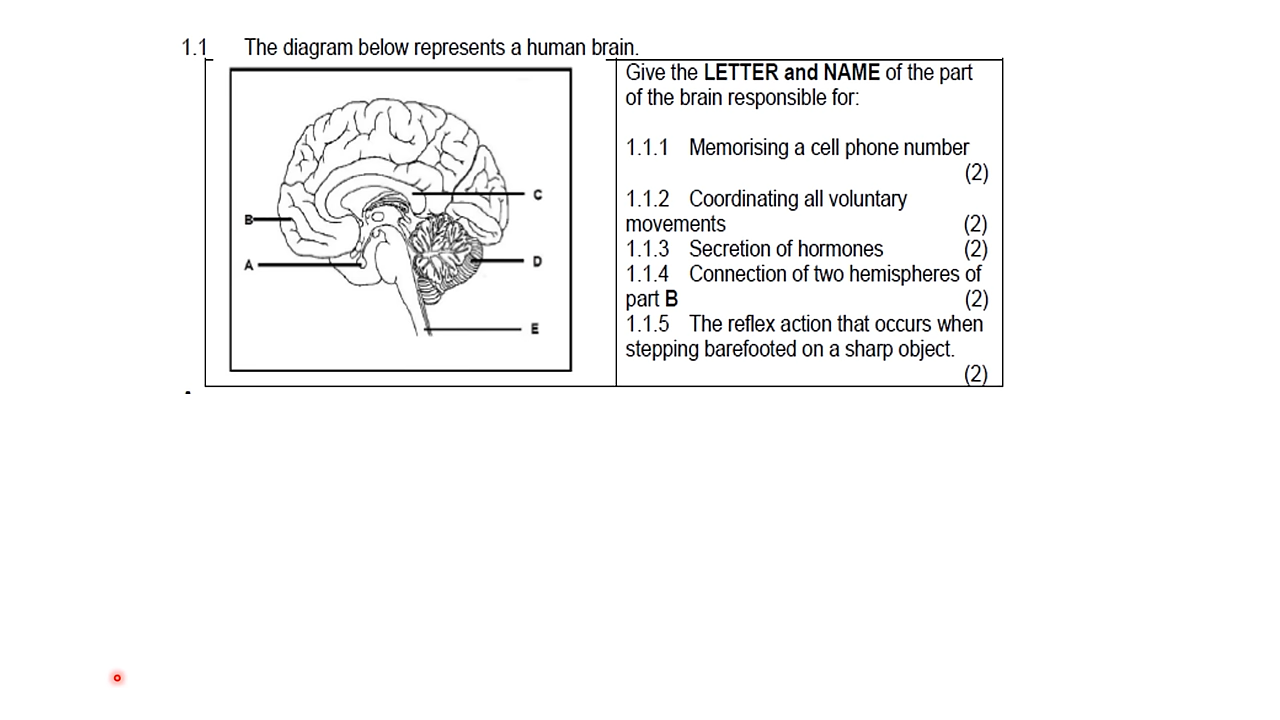 1.1 The diagram below represents a human brain.
C
B
A
D
E
Give the LETTER and NAME of the part
of the brain responsible for:
1.1.1 Memorising a cell phone number
(2)
1.1.2 Coordinating all voluntary
movements (2)
1.1.3 Secretion of hormones (2)
1.1.4 Connection of two hemispheres of
part B (2)
1.1.5 The reflex action that occurs when
stepping barefooted on a sharp object.
(2)